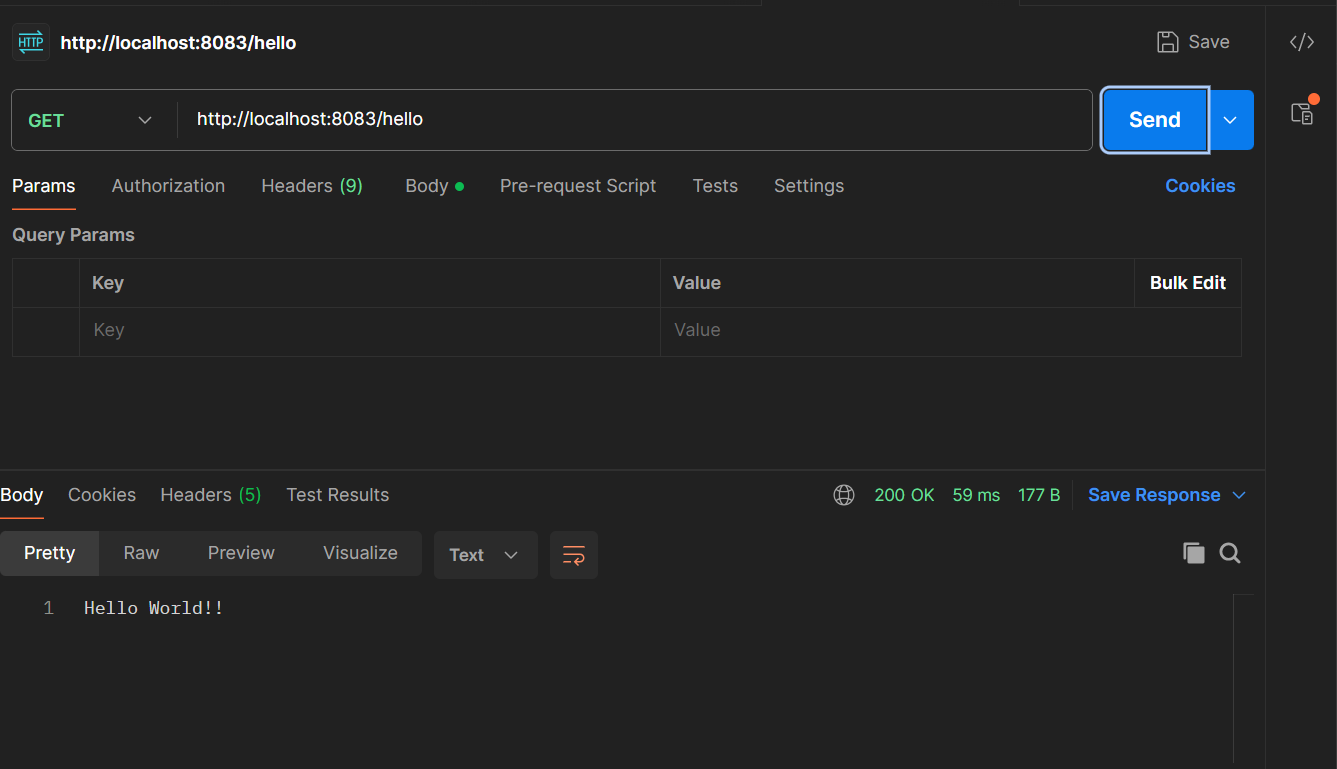 HTTP http://localhost:8083/hello Save </>
GET http://localhost:8083/hello Send
Params Authorization Headers (9) Body Pre-request Script Tests Settings Cookies
Query Params
Key Value Bulk Edit
Key Value
Body Cookies Headers (5) Test Results 200 OK 59 ms 177 B Save Response
Pretty Raw Preview Visualize Text
1 Hello World!!